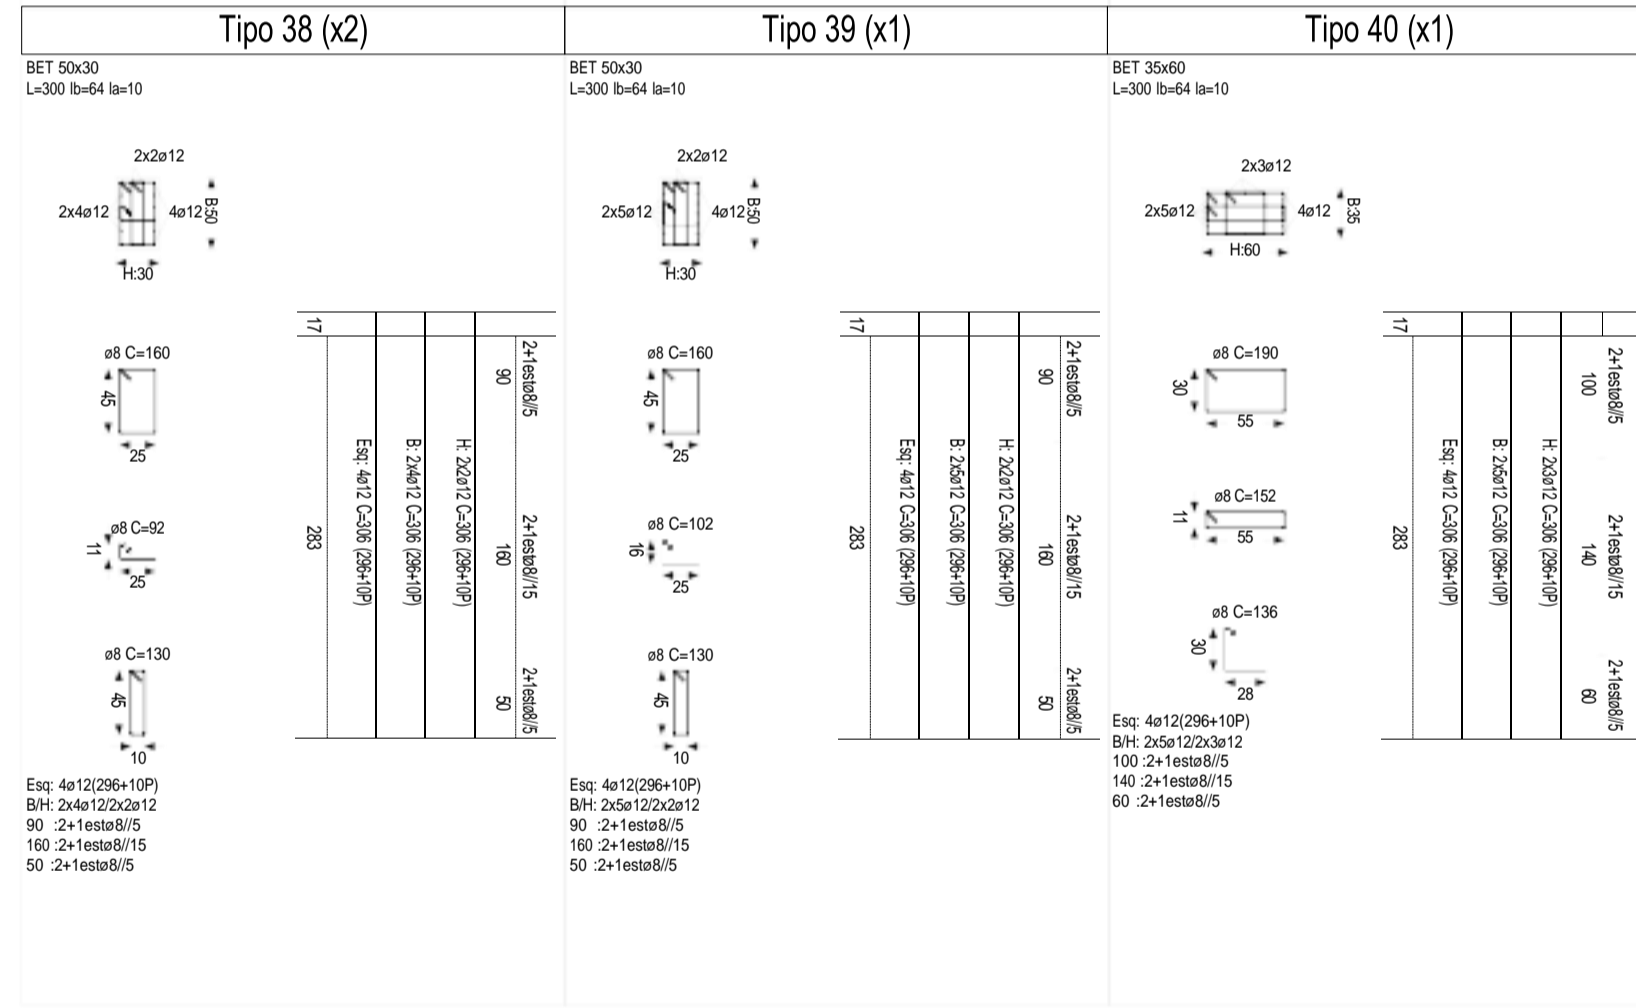 Tipo 38 (x2)
BET 50x30
L=300 lb=64 la=10
2x2ø12
2x4ø12
4ø12
B:50
H:30
ø8 C=160
45
25
ø8 C=92
11
25
ø8 C=130
45
10
17
283
Esq: 4ø12 C=306 (296+10P)
B: 2x4ø12 C=306 (296+10P)
H: 2x2ø12 C=306 (296+10P)
90
160
50
2+1estø8//5
2+1estø8//15
2+1estø8//5
Esq: 4ø12(296+10P)
B/H: 2x4ø12/2x2ø12
90 :2+1estø8//5
160 :2+1estø8//15
50 :2+1estø8//5
Tipo 39 (x1)
BET 50x30
L=300 lb=64 la=10
2x2ø12
2x5ø12
4ø12
B:50
H:30
ø8 C=160
45
25
ø8 C=102
16
25
ø8 C=130
45
10
17
283
Esq: 4ø12 C=306 (296+10P)
B: 2x5ø12 C=306 (296+10P)
H: 2x2ø12 C=306 (296+10P)
90
160
50
2+1estø8//5
2+1estø8//15
2+1estø8//5
Esq: 4ø12(296+10P)
B/H: 2x5ø12/2x2ø12
90 :2+1estø8//5
160 :2+1estø8//15
50 :2+1estø8//5
Tipo 40 (x1)
BET 35x60
L=300 lb=64 la=10
2x3ø12
2x5ø12
4ø12
B:35
H:60
ø8 C=190
30
55
ø8 C=152
11
55
ø8 C=136
30
28
17
283
Esq: 4ø12 C=306 (296+10P)
B: 2x5ø12 C=306 (296+10P)
H: 2x3ø12 C=306 (296+10P)
100
140
60
2+1estø8//5
2+1estø8//15
2+1estø8//5
Esq: 4ø12(296+10P)
B/H: 2x5ø12/2x3ø12
100 :2+1estø8//5
140 :2+1estø8//15
60 :2+1estø8//5